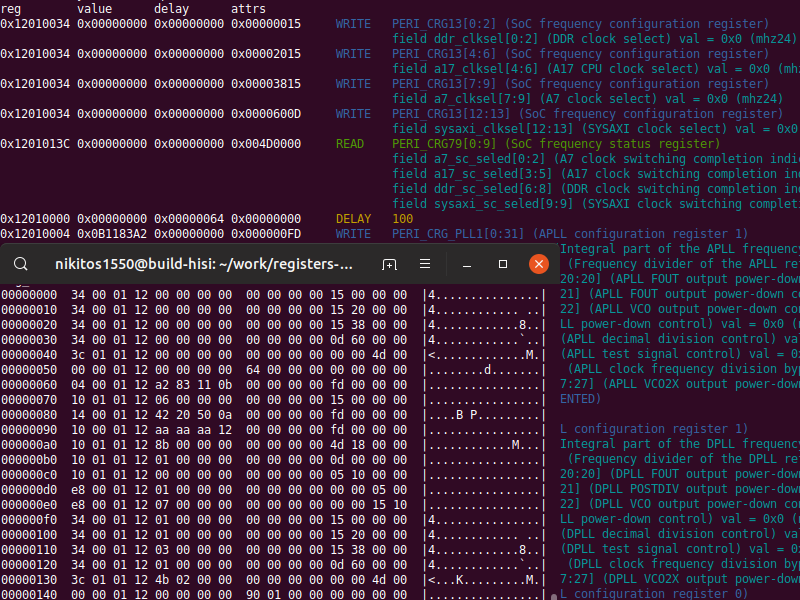 reg value delay attrs
0x12010034 0x00000000 0x00000000 0x00000015 WRITE PERI_CRG13[0:2] (SoC frequency configuration register)
field ddr_clksel[0:2] (DDR clock select) val = 0x0 (mhz24)
0x12010034 0x00000000 0x00000000 0x00002015 WRITE PERI_CRG13[4:6] (SoC frequency configuration register)
field a17_clksel[4:6] (A17 CPU clock select) val = 0x0 (mhz
0x12010034 0x00000000 0x00000000 0x00003815 WRITE PERI_CRG13[7:9] (SoC frequency configuration register)
field a7_clksel[7:9] (A7 clock select) val = 0x0 (mhz24)
0x12010034 0x00000000 0x00000000 0x0000600D WRITE PERI_CRG13[12:13] (SoC frequency configuration register)
field sysaxi_clksel[12:13] (SYSAXI clock select) val = 0x0
0x1201013C 0x00000000 0x00000000 0x004D0000 READ PERI_CRG79[0:9] (SoC frequency status register)
field a7_sc_seled[0:2] (A7 clock switching completion indi
field a17_sc_seled[3:5] (A17 clock switching completion in
field ddr_sc_seled[6:8] (DDR clock switching completion in
field sysaxi_sc_seled[9:9] (SYSAXI clock switching complet
0x12010000 0x00000000 0x00000064 0x00000000 DELAY 100
0x12010004 0x0B1183A2 0x00000000 0x000000FD WRITE PERI_CRG_PLL1[0:31] (APLL configuration register 1)
nikitos1550@build-hisi: ~/work/registers-...
00000000 34 00 01 12 00 00 00 00 00 00 00 00 15 00 00 00 |4...............|
00000010 34 00 01 12 00 00 00 00 00 00 00 00 15 20 00 00 |4............ ..|
00000020 34 00 01 12 00 00 00 00 00 00 00 00 15 38 00 00 |4............8..|
00000030 34 00 01 12 00 00 00 00 00 00 00 00 0d 60 00 00 |4............`..|
00000040 3c 01 01 12 00 00 00 00 00 00 00 00 00 00 4d 00 |<.............M.|
00000050 00 00 01 12 00 00 00 00 64 00 00 00 00 00 00 00 |........d.......|
00000060 04 00 01 12 a2 83 11 0b 00 00 00 00 fd 00 00 00 |................|
00000070 10 01 01 12 06 00 00 00 00 00 00 00 15 00 00 00 |................|
00000080 14 00 01 12 42 20 50 0a 00 00 00 00 fd 00 00 00 |....B P.........|
00000090 10 00 01 12 aa aa aa 12 00 00 00 00 fd 00 00 00 |................|
000000a0 10 01 01 12 8b 00 00 00 00 00 00 00 4d 18 00 00 |............M...|
000000b0 10 01 01 12 01 00 00 00 00 00 00 00 0d 00 00 00 |................|
000000c0 10 01 01 12 00 00 00 00 00 00 00 00 05 10 00 00 |................|
000000d0 e8 00 01 12 01 00 00 00 00 00 00 00 00 00 05 00 |................|
000000e0 e8 00 01 12 07 00 00 00 00 00 00 00 00 00 15 10 |................|
000000f0 34 00 01 12 01 00 00 00 00 00 00 00 15 00 00 00 |4...............|
00000100 34 00 01 12 01 00 00 00 00 00 00 00 15 20 00 00 |4............ ..|
00000110 34 00 01 12 03 00 00 00 00 00 00 00 15 38 00 00 |4............8..|
00000120 34 00 01 12 01 00 00 00 00 00 00 00 0d 60 00 00 |4............`..|
00000130 3c 01 01 12 4b 02 00 00 00 00 00 00 00 00 4d 00 |<...K.........M.|
00000140 00 00 01 12 00 00 00 00 90 01 00 00 00 00 00 00 |................|
Integral part of the APLL frequency
(Frequency divider of the APLL ref
20:20] (APLL FOUT output power-down
21] (APLL FOUT output power-down co
22] (APLL VCO output power-down con
LL power-down control) val = 0x0 (n
(APLL decimal division control) val
(APLL test signal control) val = 0x
(APLL clock frequency division byp
7:27] (APLL VCO2X output power-down
ENTED)
L configuration register 1)
Integral part of the DPLL frequency
(Frequency divider of the DPLL ref
20:20] (DPLL FOUT output power-down
21] (DPLL POSTDIV output power-down
22] (DPLL VCO output power-down con
LL power-down control) val = 0x0 (n
(DPLL decimal division control) val
(DPLL test signal control) val = 0x
(DPLL clock frequency division byp
7:27] (DPLL VCO2X output power-down
L configuration register 0)